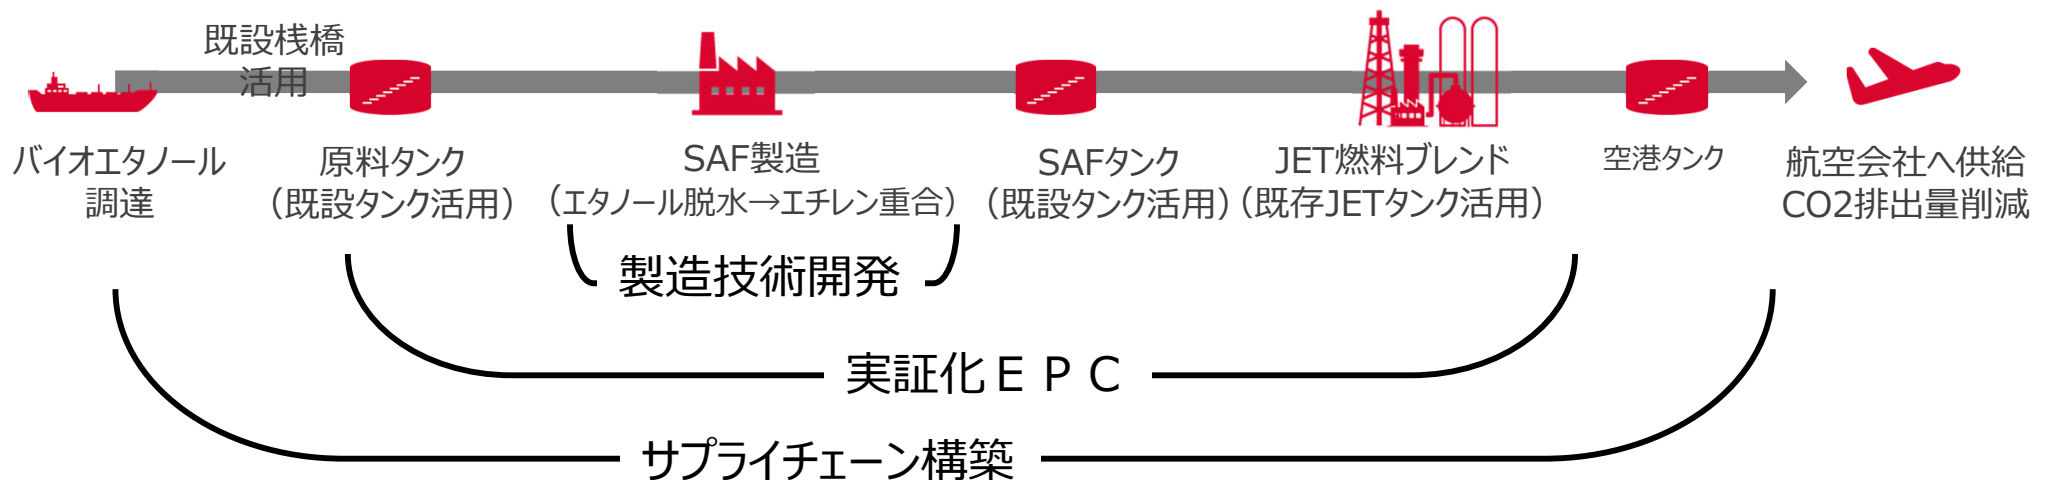 既設桟橋
活用
バイオエタノール
調達
原料タンク
（既設タンク活用）
SAF製造
（エタノール脱水→エチレン重合）
SAFタンク
（既設タンク活用）
JET燃料ブレンド
（既存JETタンク活用）
空港タンク
航空会社へ供給
CO2排出量削減
製造技術開発
実証化ＥＰＣ
サプライチェーン構築